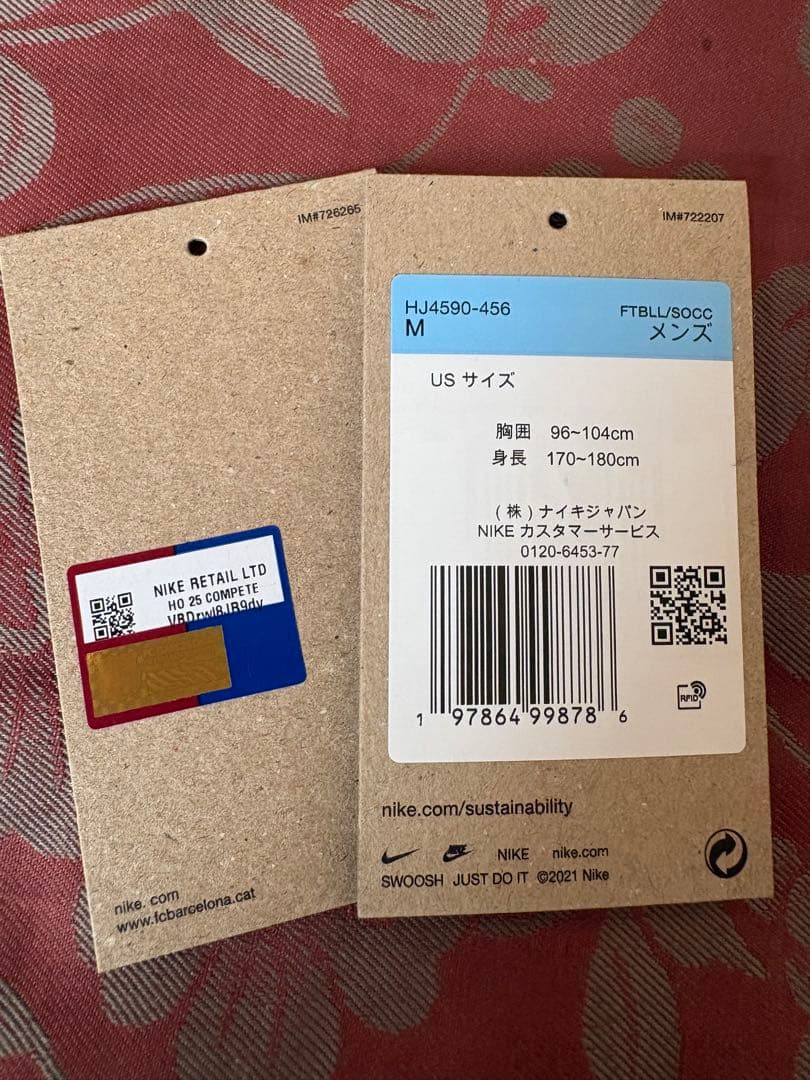 IM#726265
NIKE RETAIL LTD
HO 25 COMPETE
nike. com
www.fcbarcelona.cat
IM#722207
HJ4590-456
M
FTBLL/SOCC
メンズ
US サイズ
胸囲 96~104cm
身長 170~180cm
(株)ナイキジャパン
NIKE カスタマーサービス
0120-6453-77
1 97864 99878 6
RFID
nike.com/sustainability
NIKE nike.com
SWOOSH JUST DO IT ©2021 Nike